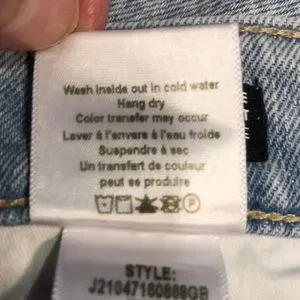 Wash inside out in cold water
Hang dry
Color transfer may occur
Laver à l'envers à l'eau froide
Suspendre à sec
Un transfert de couleur
peut se produire
STYLE:
J21047160888GB